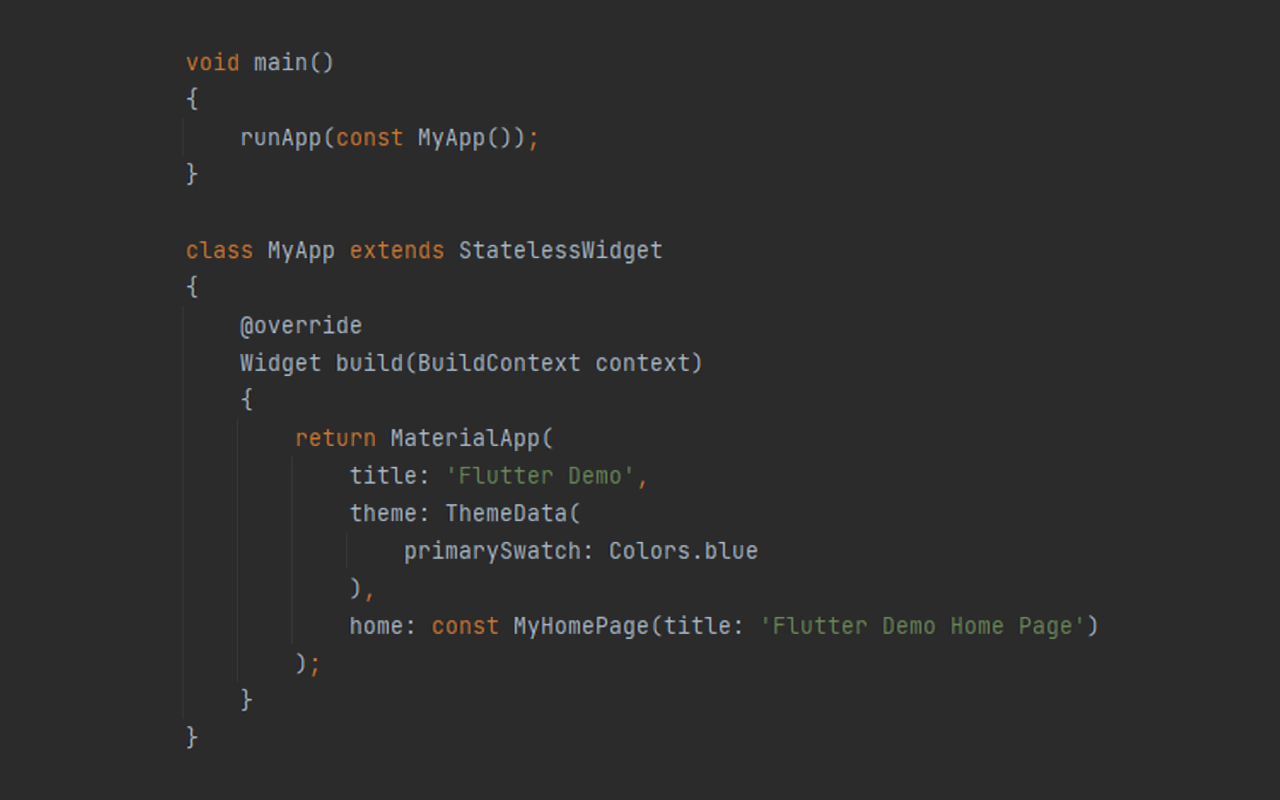 void main()
{
    runApp(const MyApp());
}

class MyApp extends StatelessWidget
{
    @override
    Widget build(BuildContext context)
    {
        return MaterialApp(
            title: 'Flutter Demo',
            theme: ThemeData(
                primarySwatch: Colors.blue
            ),
            home: const MyHomePage(title: 'Flutter Demo Home Page')
        );
    }
}